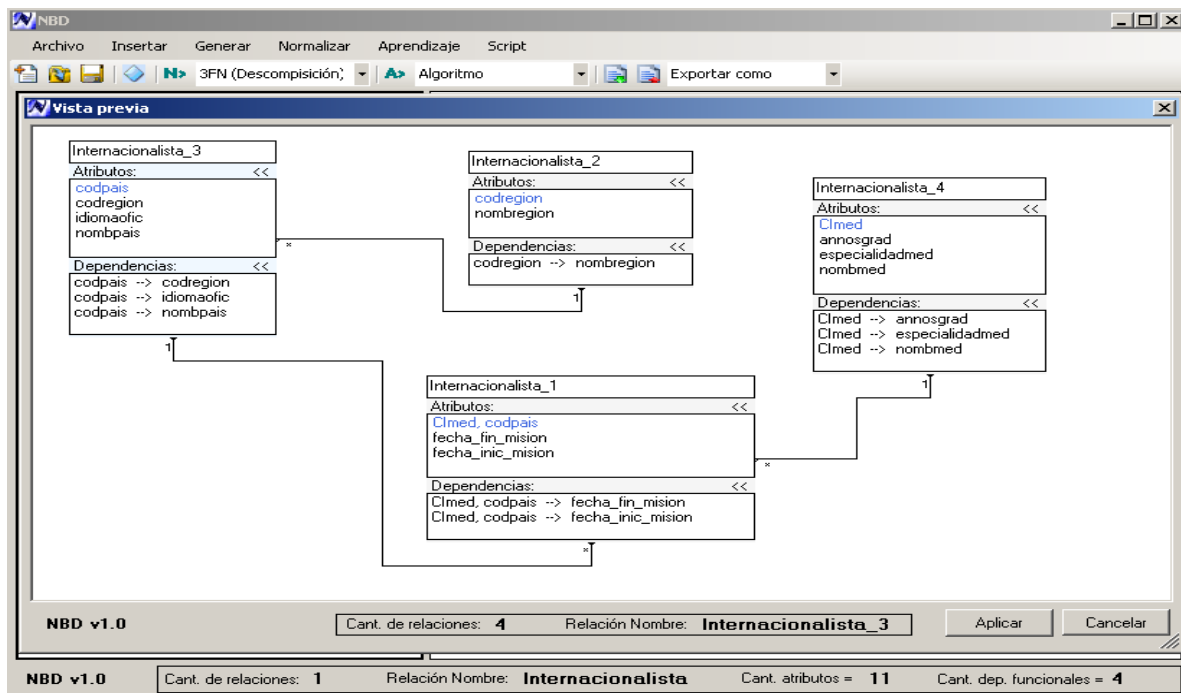 NBD
Archivo Insertar Generar Normalizar Aprendizaje Script
N> 3FN (Descompisición) A> Algoritmo Exportar como
Vista previa
Internacionalista_3
Atributos: <<
codpais
codregion
idiomaofic
nombpais
Dependencias: <<
codpais --> codregion
codpais --> idiomaofic
codpais --> nombpais
1
*
Internacionalista_2
Atributos: <<
codregion
nombregion
Dependencias: <<
codregion --> nombregion
1
Internacionalista_4
Atributos: <<
CImed
annosgrad
especialidadmed
nombmed
Dependencias: <<
CImed --> annosgrad
CImed --> especialidadmed
CImed --> nombmed
1
Internacionalista_1
Atributos: <<
CImed, codpais
fecha_fin_mision
fecha_inic_mision
*
Dependencias: <<
CImed, codpais --> fecha_fin_mision
CImed, codpais --> fecha_inic_mision
*
NBD v1.0 Cant. de relaciones: 4 Relación Nombre: Internacionalista_3 Aplicar Cancelar
NBD v1.0 Cant. de relaciones: 1 Relación Nombre: Internacionalista Cant. atributos = 11 Cant. dep. funcionales = 4